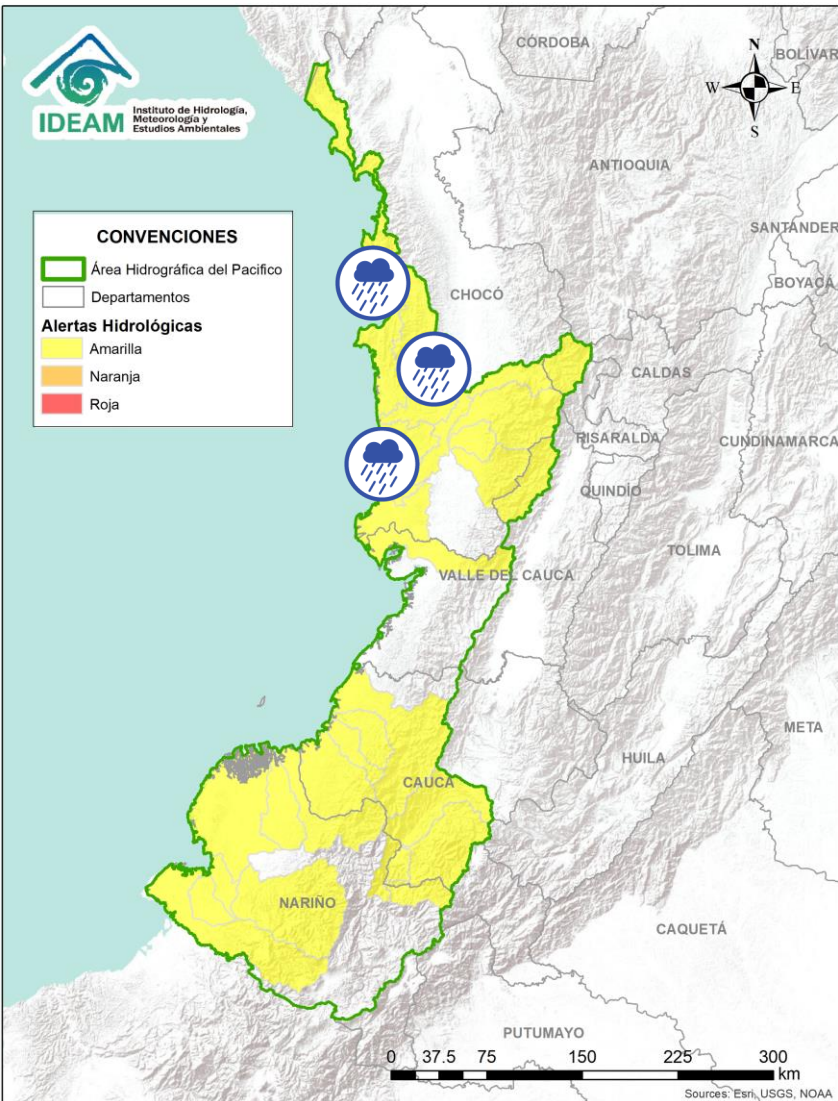 IDEAM
Instituto de Hidrología,
Meteorología y
Estudios Ambientales
CÓRDOBA
BOLÍVAR
N
W
E
S
ANTIOQUIA
SANTANDER
BOYACÁ
CONVENCIONES
Área Hidrográfica del Pacifico
Departamentos
Alertas Hidrológicas
Amarilla
Naranja
Roja
CHOCÓ
CALDAS
RISARALDA
CUNDINAMARCA
QUINDÍO
TOLIMA
VALLE DEL CAUCA
META
HUILA
CAUCA
NARIÑO
CAQUETÁ
PUTUMAYO
0 37.5 75 150 225 300
km
Sources: Esri, USGS, NOAA